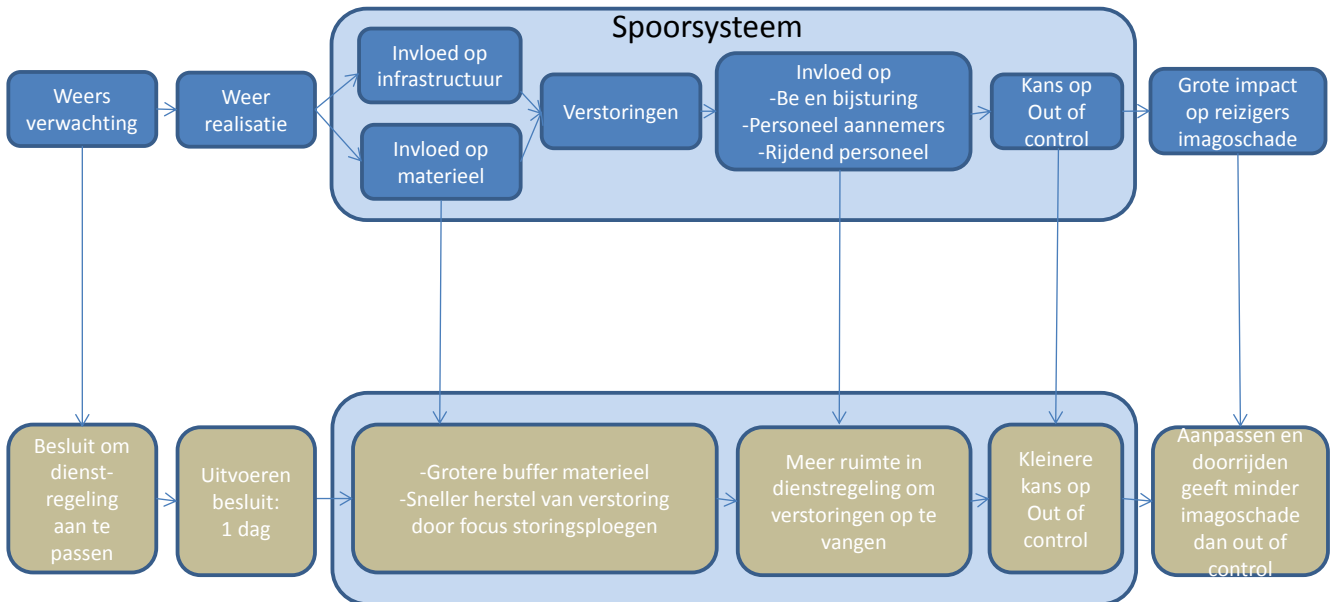 Spoorsysteem
Weers
verwachting
Weer
realisatie
Invloed op
infrastructuur
Invloed op
materieel
Verstoringen
Invloed op
-Be en bijsturing
-Personeel aannemers
-Rijdend personeel
Kans op
Out of
control
Grote impact
op reizigers
imagoschade
Besluit om
dienst-
regeling
aan te
passen
Uitvoeren
besluit:
1 dag
-Grotere buffer materieel
-Sneller herstel van verstoring
door focus storingsploegen
Meer ruimte in
dienstregeling om
verstoringen op te
vangen
Kleinere
kans op
Out of
control
Aanpassen en
doorrijden
geeft minder
imagoschade
dan out of
control